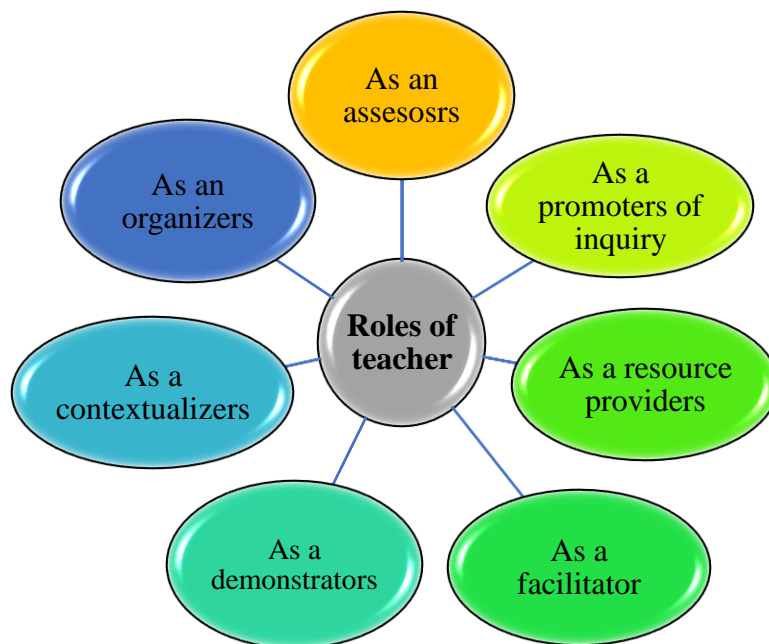 As an
assesosrs
As a
promoters of
inquiry
As a resource
providers
As a
facilitator
As a
demonstrators
As a
contextualizers
As an
organizers
Roles of
teacher